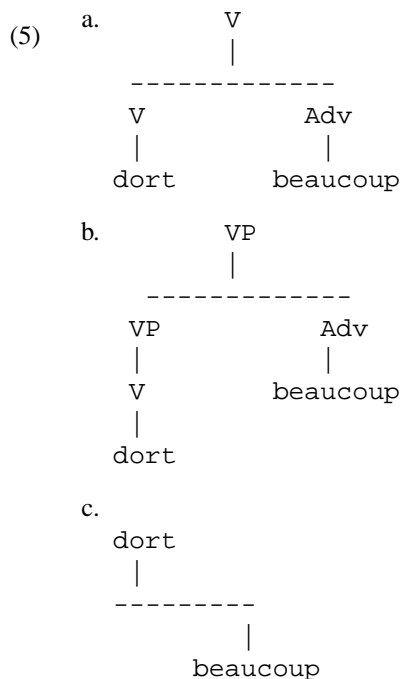 (5) a. V
|
-------------
V Adv
| |
dort beaucoup
b. VP
|
-------------
VP Adv
| |
V beaucoup
|
dort
c.
dort
|
---------
|
beaucoup